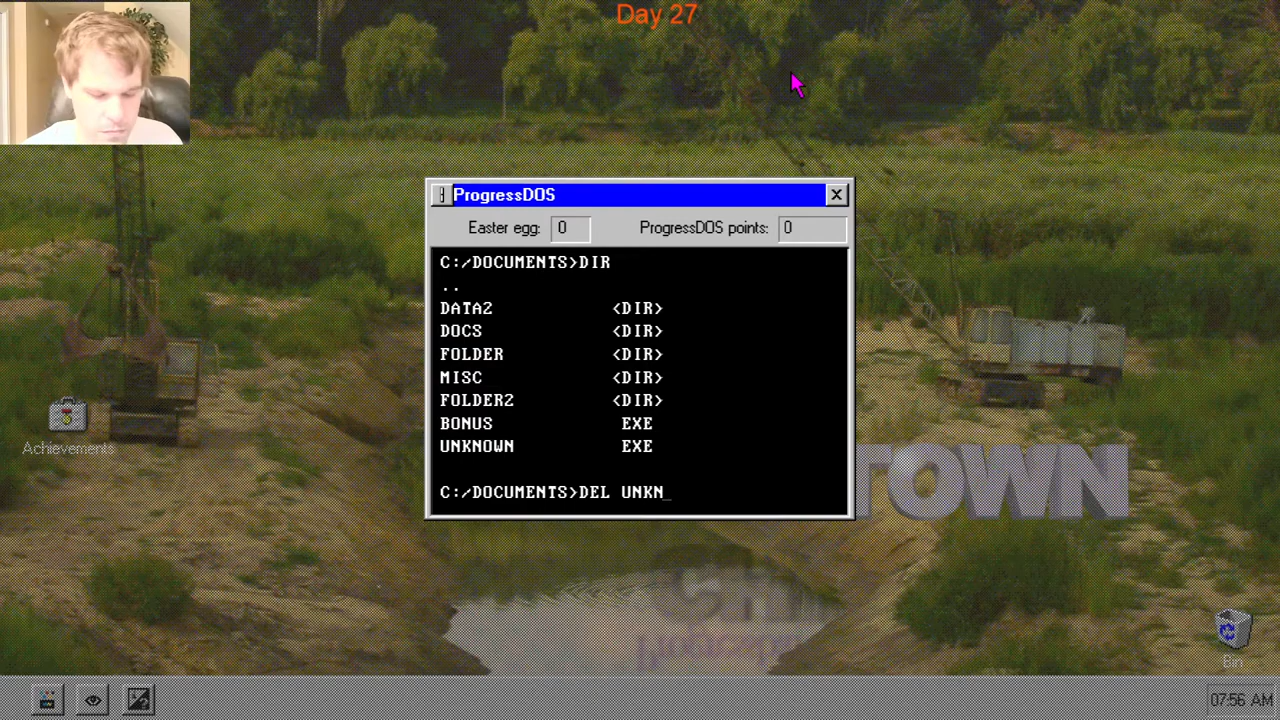 Day 27
ProgressDOS
Easter egg: 0 ProgressDOS points: 0
C:/DOCUMENTS>DIR
..
DATA2 <DIR>
DOCS <DIR>
FOLDER <DIR>
MISC <DIR>
FOLDER2 <DIR>
BONUS EXE
UNKNOWN EXE
C:/DOCUMENTS>DEL UNKN_
Achievements
TOWN
Bin
07:56 AM